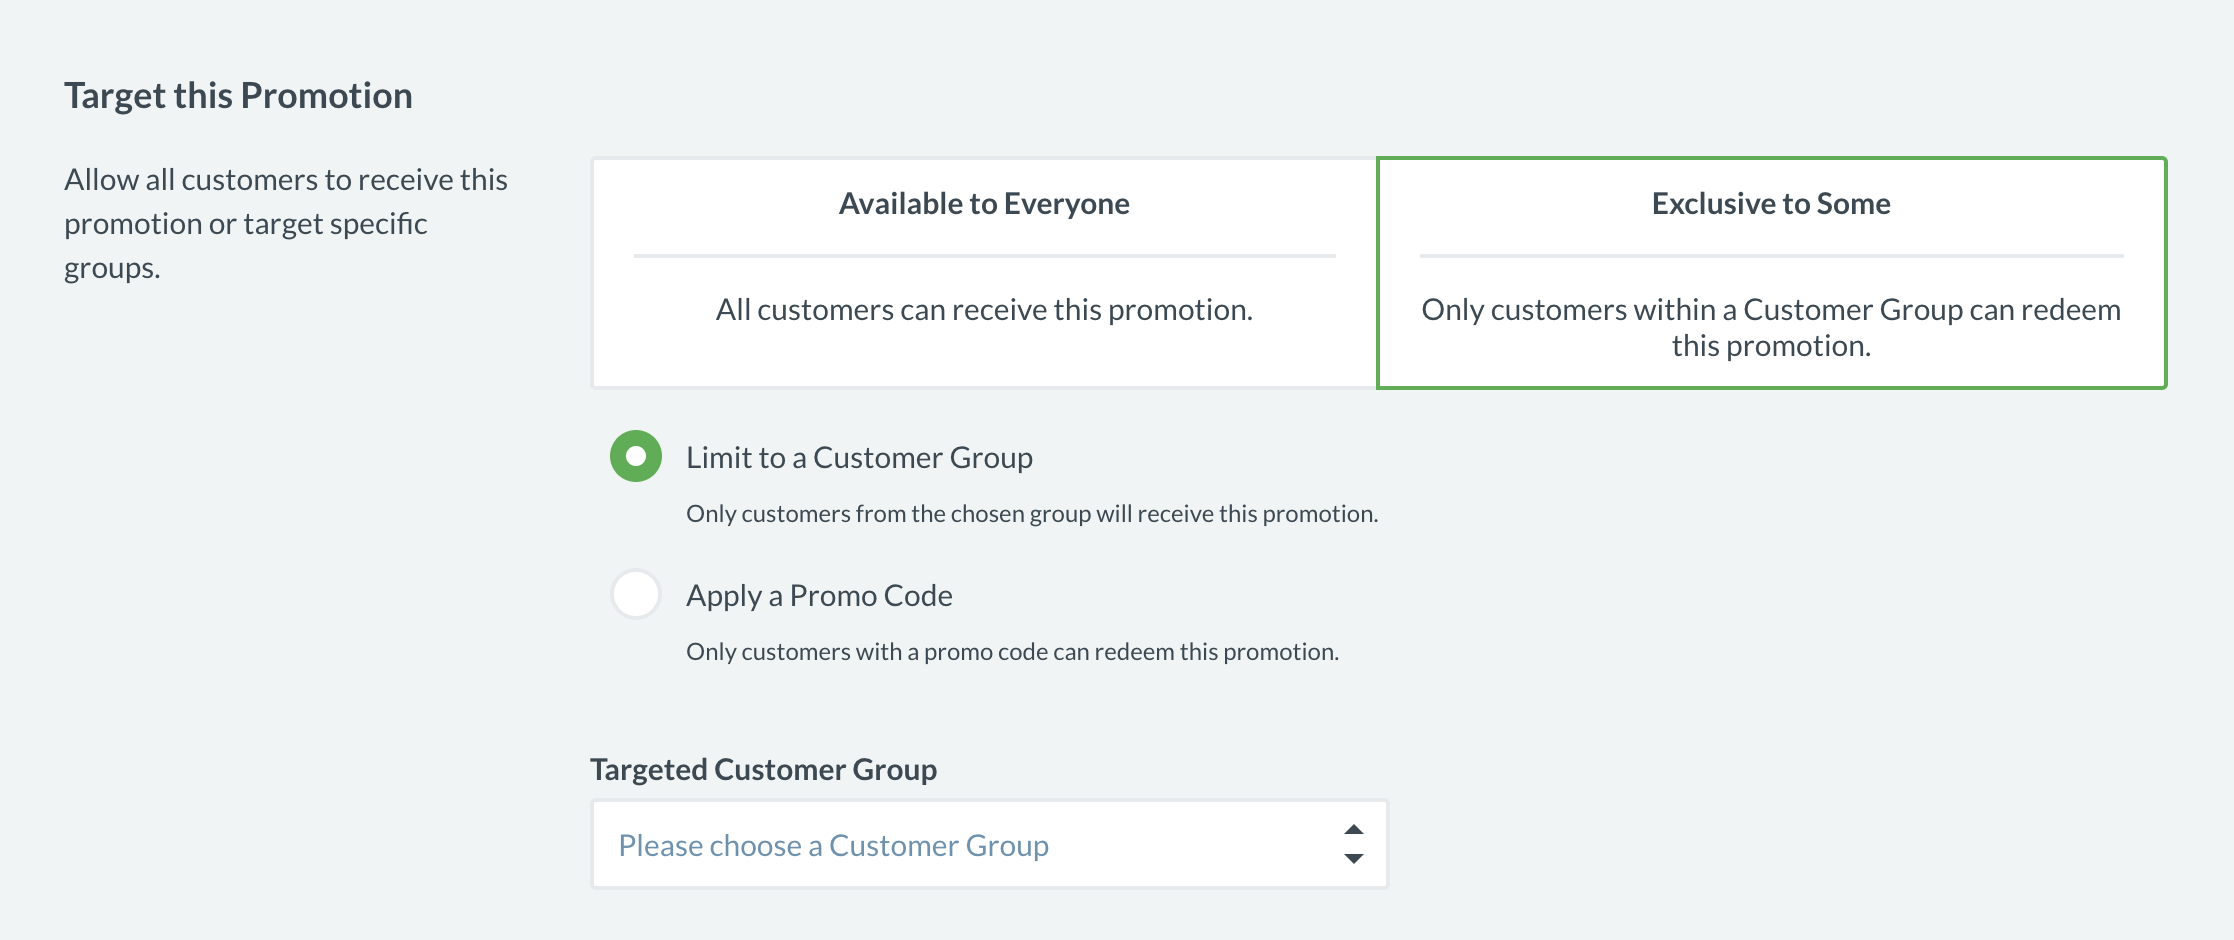 Target this Promotion
Allow all customers to receive this
promotion or target specific
groups.
Available to Everyone
All customers can receive this promotion.
Exclusive to Some
Only customers within a Customer Group can redeem
this promotion.
Limit to a Customer Group
Only customers from the chosen group will receive this promotion.
Apply a Promo Code
Only customers with a promo code can redeem this promotion.
Targeted Customer Group
Please choose a Customer Group